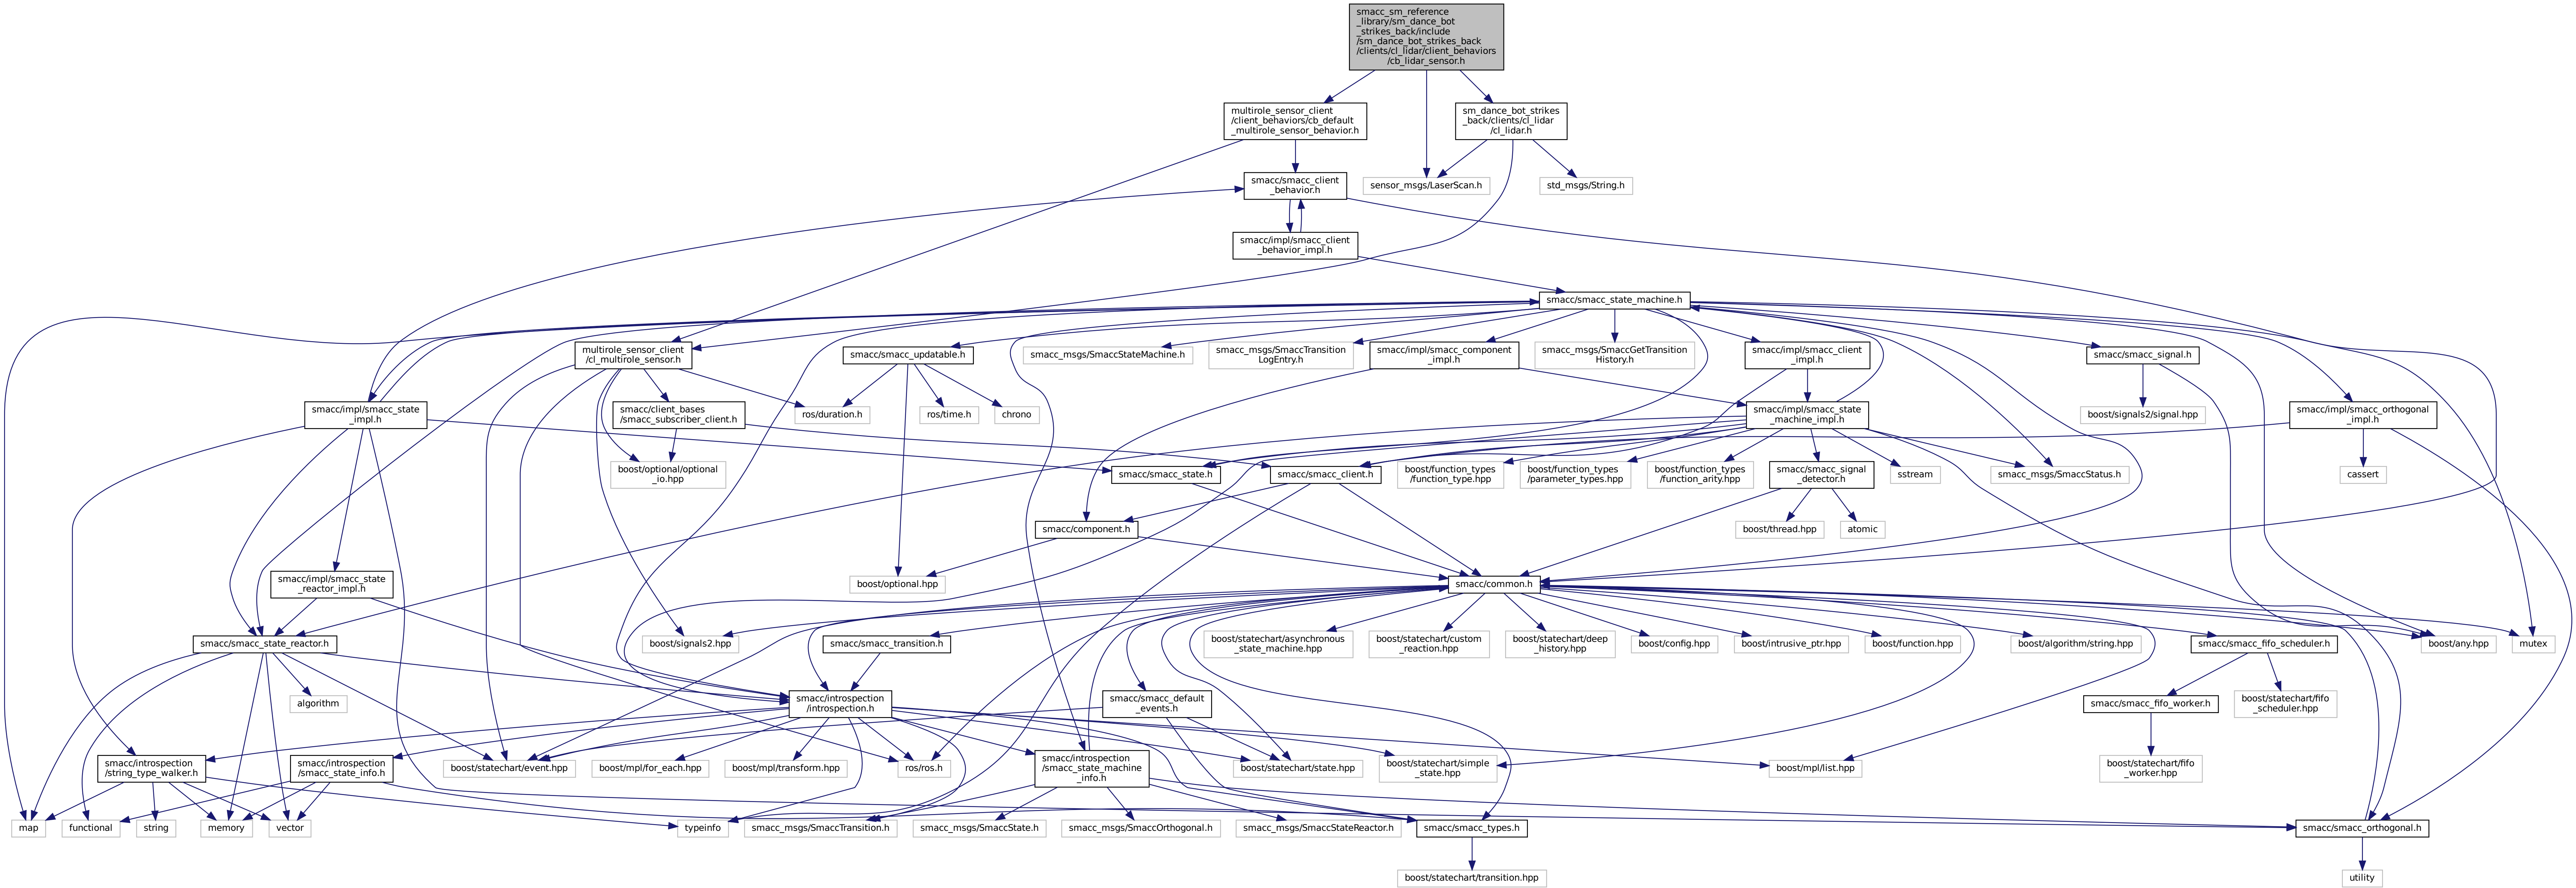 smacc_sm_reference
_library/sm_dance_bot
_strikes_back/include
/sm_dance_bot_strikes_back
/clients/cl_lidar/client_behaviors
/cb_lidar_sensor.h
multirole_sensor_client
/client_behaviors/cb_default
_multirole_sensor_behavior.h
sm_dance_bot_strikes
_back/clients/cl_lidar
/cl_lidar.h
smacc/smacc_client
_behavior.h
sensor_msgs/LaserScan.h
std_msgs/String.h
smacc/impl/smacc_client
_behavior_impl.h
smacc/smacc_state_machine.h
multirole_sensor_client
/cl_multirole_sensor.h
smacc/smacc_updatable.h
smacc_msgs/SmaccStateMachine.h
smacc_msgs/SmaccTransition
LogEntry.h
smacc/impl/smacc_component
_impl.h
smacc_msgs/SmaccGetTransition
History.h
smacc/impl/smacc_client
_impl.h
smacc/smacc_signal.h
smacc/impl/smacc_state
_impl.h
smacc/client_bases
/smacc_subscriber_client.h
ros/duration.h
ros/time.h
chrono
smacc/impl/smacc_state
_machine_impl.h
boost/signals2/signal.hpp
smacc/impl/smacc_orthogonal
_impl.h
boost/optional/optional
_io.hpp
smacc/smacc_state.h
smacc/smacc_client.h
boost/function_types
/function_type.hpp
boost/function_types
/parameter_types.hpp
boost/function_types
/function_arity.hpp
smacc/smacc_signal
_detector.h
sstream
smacc_msgs/SmaccStatus.h
cassert
smacc/component.h
boost/thread.hpp
atomic
smacc/impl/smacc_state
_reactor_impl.h
boost/optional.hpp
smacc/common.h
smacc/smacc_state_reactor.h
boost/signals2.hpp
smacc/smacc_transition.h
boost/statechart/asynchronous
_state_machine.hpp
boost/statechart/custom
_reaction.hpp
boost/statechart/deep
_history.hpp
boost/config.hpp
boost/intrusive_ptr.hpp
boost/function.hpp
boost/algorithm/string.hpp
smacc/smacc_fifo_scheduler.h
boost/any.hpp
mutex
algorithm
smacc/introspection
/introspection.h
smacc/smacc_default
_events.h
smacc/smacc_fifo_worker.h
boost/statechart/fifo
_scheduler.hpp
smacc/introspection
/string_type_walker.h
smacc/introspection
/smacc_state_info.h
boost/statechart/event.hpp
boost/mpl/for_each.hpp
boost/mpl/transform.hpp
ros/ros.h
smacc/introspection
/smacc_state_machine
_info.h
boost/statechart/state.hpp
boost/statechart/simple
_state.hpp
boost/mpl/list.hpp
boost/statechart/fifo
_worker.hpp
map
functional
string
memory
vector
typeinfo
smacc_msgs/SmaccTransition.h
smacc_msgs/SmaccState.h
smacc_msgs/SmaccOrthogonal.h
smacc_msgs/SmaccStateReactor.h
smacc/smacc_types.h
smacc/smacc_orthogonal.h
boost/statechart/transition.hpp
utility